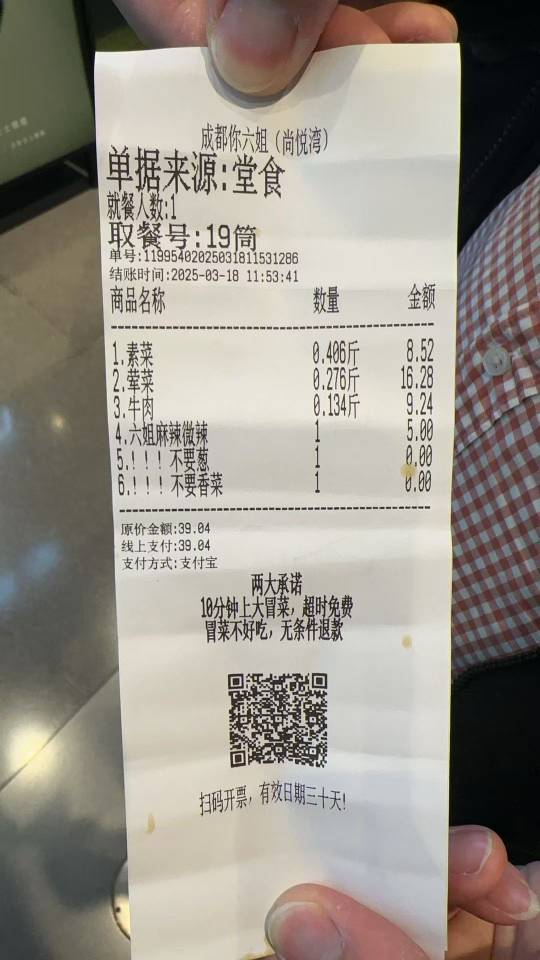 成都你六姐（尚悦湾）
单据来源:堂食
就餐人数:1
取餐号:19筒
单号:11995402025031811531286
结账时间:2025-03-18 11:53:41
商品名称 数量 金额
1.素菜 0.406斤 8.52
2.荤菜 0.276斤 16.28
3.牛肉 0.134斤 9.24
4.六姐麻辣微辣 1 5.00
5.！！！不要葱 1 0.00
6.！！！不要香菜 1 0.00
原价金额:39.04
线上支付:39.04
支付方式:支付宝
两大承诺
10分钟上大冒菜，超时免费
冒菜不好吃，无条件退款
扫码开票，有效日期三十天!